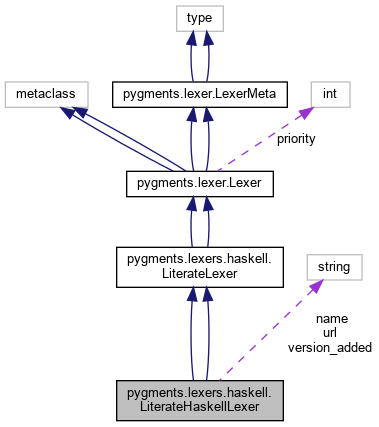 type
metaclass
pygments.lexer.LexerMeta
int
priority
pygments.lexer.Lexer
pygments.lexers.haskell.
LiterateLexer
string
name
url
version_added
pygments.lexers.haskell.
LiterateHaskellLexer